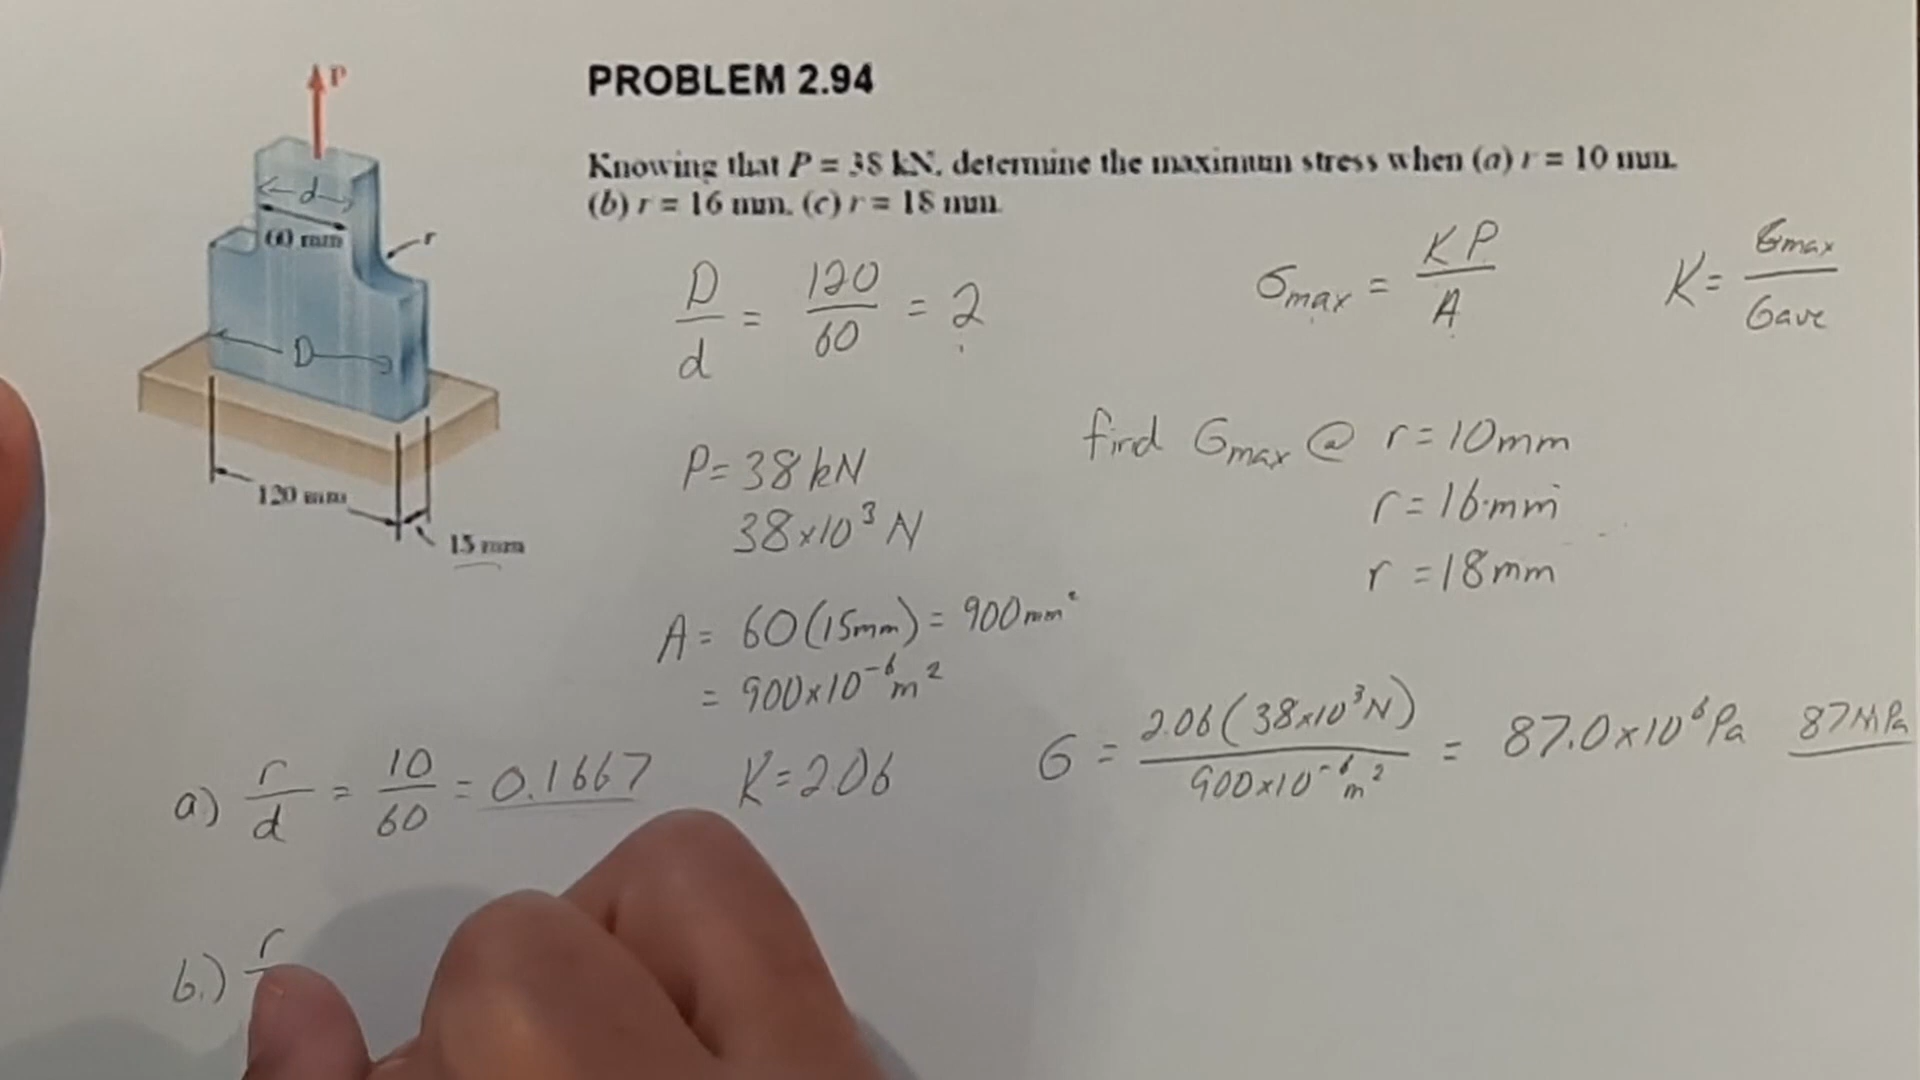 P
PROBLEM 2.94
Knowing that P = 38 kN, determine the maximum stress when (a) r = 10 mm,
(b) r = 16 mm, (c) r = 18 mm.
d
60 mm
r
D
120 mm
15 mm
D/d = 120/60 = 2
σmax = KP/A
K = σmax/σave
find σmax @ r = 10mm
r = 16mm
r = 18mm
P = 38 kN
38×10³ N
A = 60(15mm) = 900mm²
= 900×10⁻⁶ m²
a) r/d = 10/60 = 0.1667 K = 2.06 σ = 2.06(38×10³N)/900×10⁻⁶m² = 87.0×10⁶ Pa 87MPa
b.) r